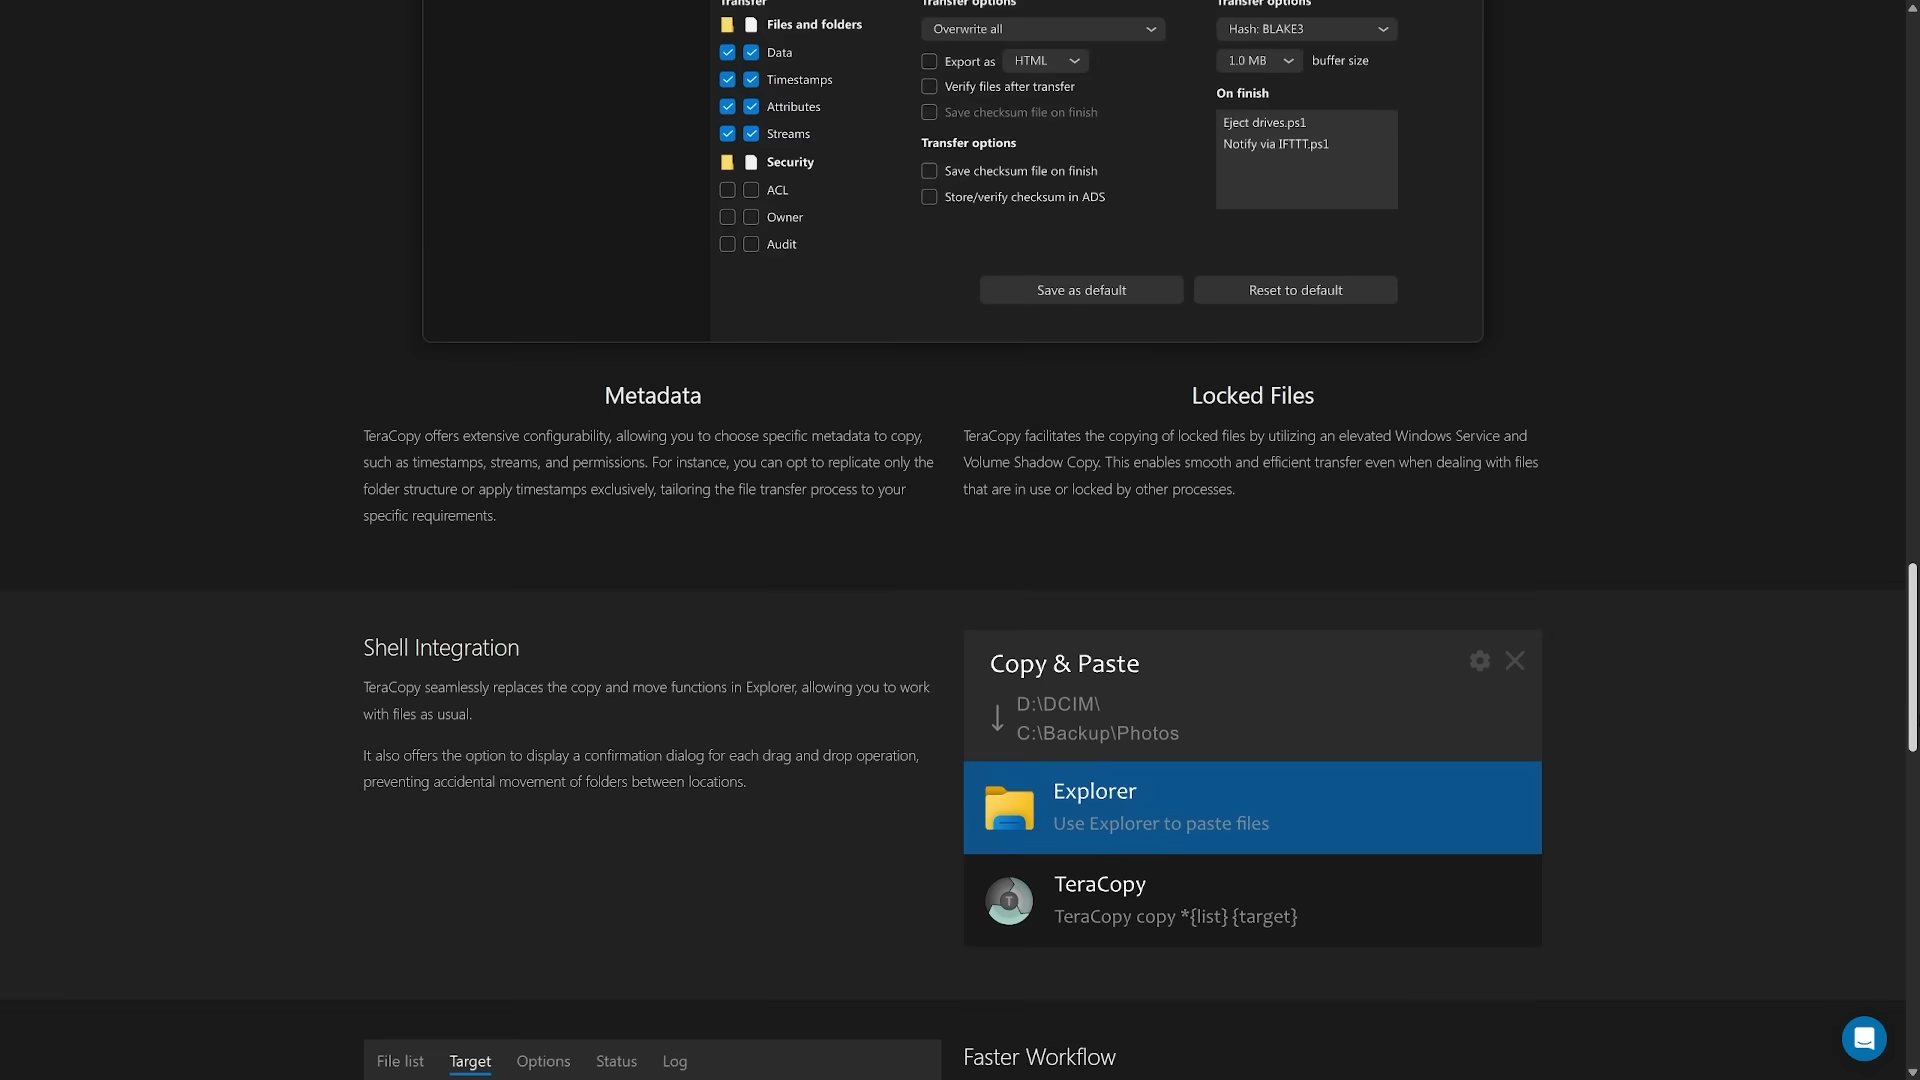 Transfer
Files and folders
Data
Timestamps
Attributes
Streams
Security
ACL
Owner
Audit
Transfer options
Overwrite all
Export as HTML
Verify files after transfer
Save checksum file on finish
Transfer options
Save checksum file on finish
Store/verify checksum in ADS
Transfer options
Hash: BLAKE3
1.0 MB buffer size
On finish
Eject drives.ps1
Notify via IFTTT.ps1
Save as default
Reset to default
Metadata
TeraCopy offers extensive configurability, allowing you to choose specific metadata to copy,
such as timestamps, streams, and permissions. For instance, you can opt to replicate only the
folder structure or apply timestamps exclusively, tailoring the file transfer process to your
specific requirements.
Locked Files
TeraCopy facilitates the copying of locked files by utilizing an elevated Windows Service and
Volume Shadow Copy. This enables smooth and efficient transfer even when dealing with files
that are in use or locked by other processes.
Shell Integration
TeraCopy seamlessly replaces the copy and move functions in Explorer, allowing you to work
with files as usual.
It also offers the option to display a confirmation dialog for each drag and drop operation,
preventing accidental movement of folders between locations.
Copy & Paste
D:\DCIM\
C:\Backup\Photos
Explorer
Use Explorer to paste files
T
TeraCopy
TeraCopy copy *{list} {target}
File list Target Options Status Log
Faster Workflow